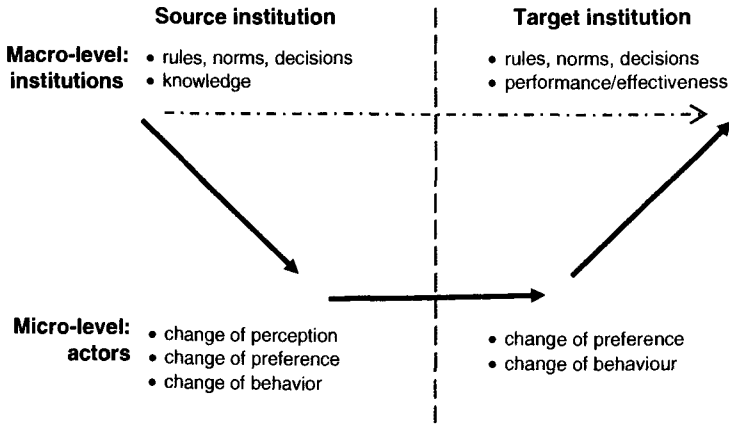 Source institution
Target institution
Macro-level:
institutions
• rules, norms, decisions
• knowledge
• rules, norms, decisions
• performance/effectiveness
Micro-level:
actors
• change of perception
• change of preference
• change of behavior
• change of preference
• change of behaviour